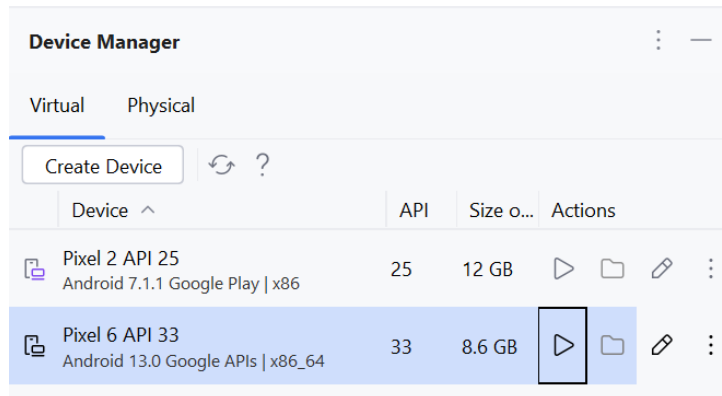 Device Manager
Virtual Physical
Create Device ?
Device API Size o... Actions
Pixel 2 API 25
Android 7.1.1 Google Play | x86
25 12 GB
Pixel 6 API 33
Android 13.0 Google APIs | x86_64
33 8.6 GB